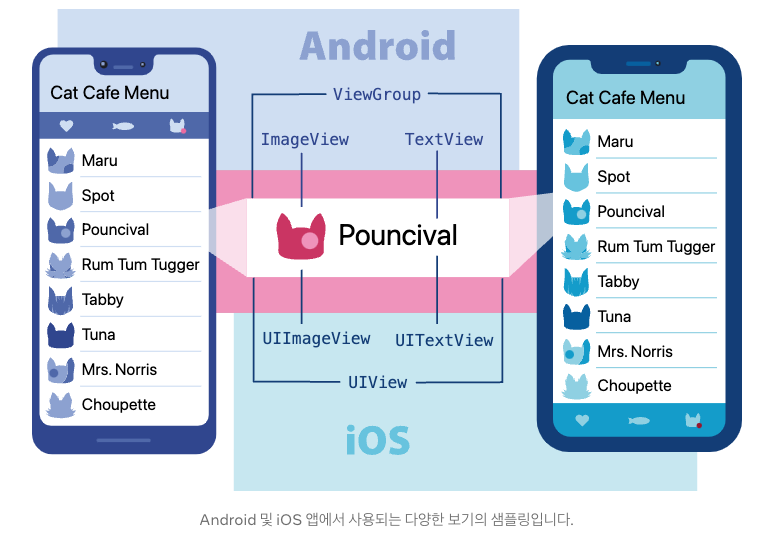 Android
Cat Cafe Menu
Maru
Spot
Pouncival
Rum Tum Tugger
Tabby
Tuna
Mrs. Norris
Choupette
ViewGroup
ImageView
TextView
Pouncival
UIImageView
UITextView
UIView
iOS
Cat Cafe Menu
Maru
Spot
Pouncival
Rum Tum Tugger
Tabby
Tuna
Mrs. Norris
Choupette
Android 및 iOS 앱에서 사용되는 다양한 보기의 샘플링입니다.